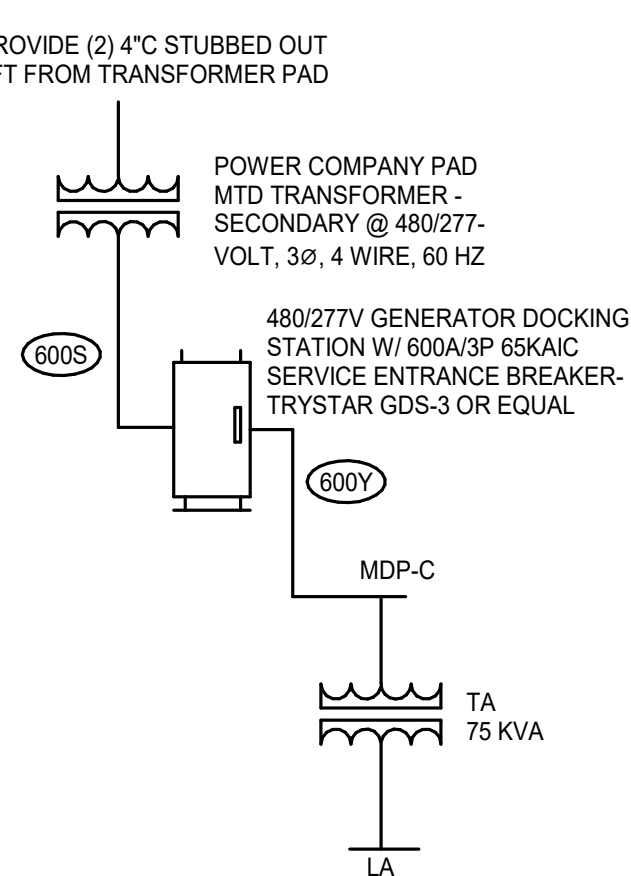 PROVIDE (2) 4"C STUBBED OUT
FT FROM TRANSFORMER PAD
POWER COMPANY PAD
MTD TRANSFORMER -
SECONDARY @ 480/277-
VOLT, 3∅, 4 WIRE, 60 HZ
480/277V GENERATOR DOCKING
STATION W/ 600A/3P 65KAIC
SERVICE ENTRANCE BREAKER-
TRYSTAR GDS-3 OR EQUAL
600S
600Y
MDP-C
TA
75 KVA
LA